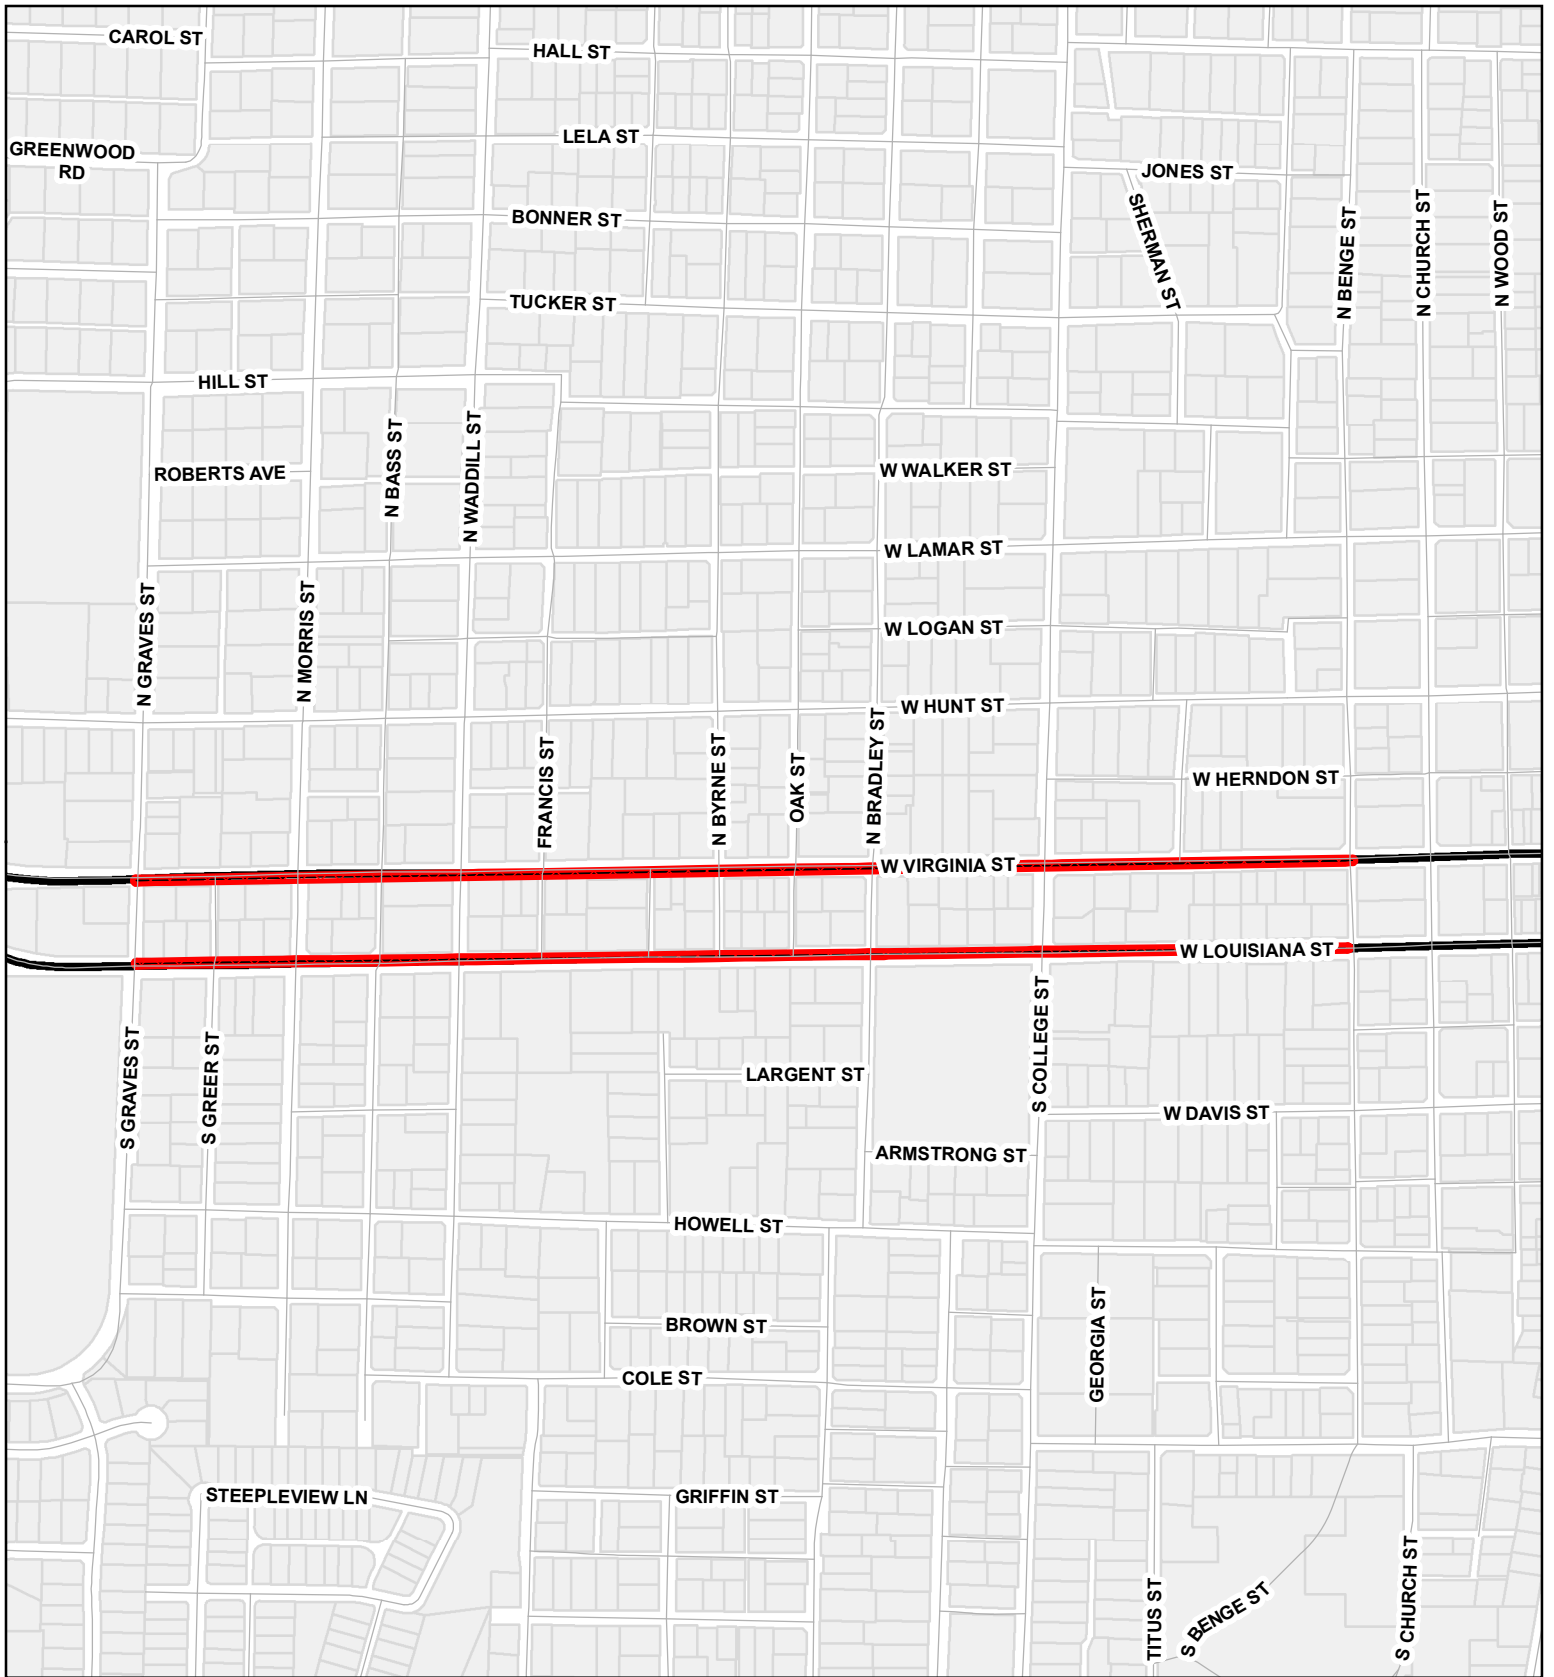 CAROL ST
HALL ST
LELA ST
GREENWOOD
RD
JONES ST
SHERMAN ST
N BENGE ST
N CHURCH ST
N WOOD ST
BONNER ST
TUCKER ST
HILL ST
N BASS ST
N WADDILL ST
ROBERTS AVE
W WALKER ST
W LAMAR ST
N GRAVES ST
N MORRIS ST
W LOGAN ST
W HUNT ST
FRANCIS ST
N BYRNE ST
OAK ST
N BRADLEY ST
W HERNDON ST
W VIRGINIA ST
W LOUISIANA ST
S GRAVES ST
S GREER ST
LARGENT ST
S COLLEGE ST
W DAVIS ST
ARMSTRONG ST
HOWELL ST
BROWN ST
GEORGIA ST
COLE ST
STEEPLEVIEW LN
GRIFFIN ST
TITUS ST
S BENGE ST
S CHURCH ST